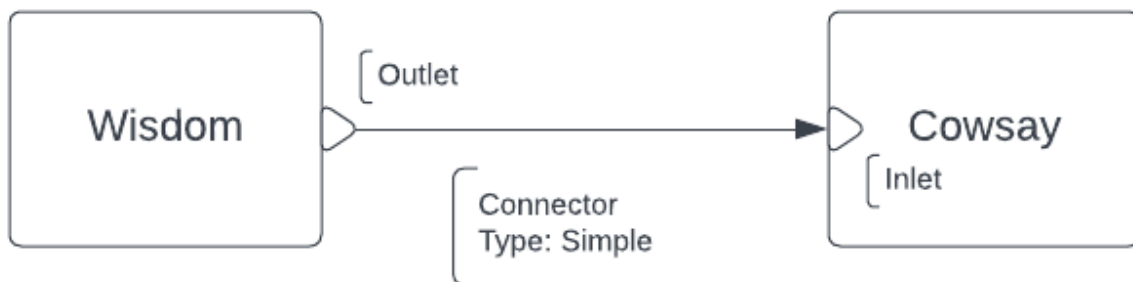 Wisdom
Outlet
Connector
Type: Simple
Cowsay
Inlet